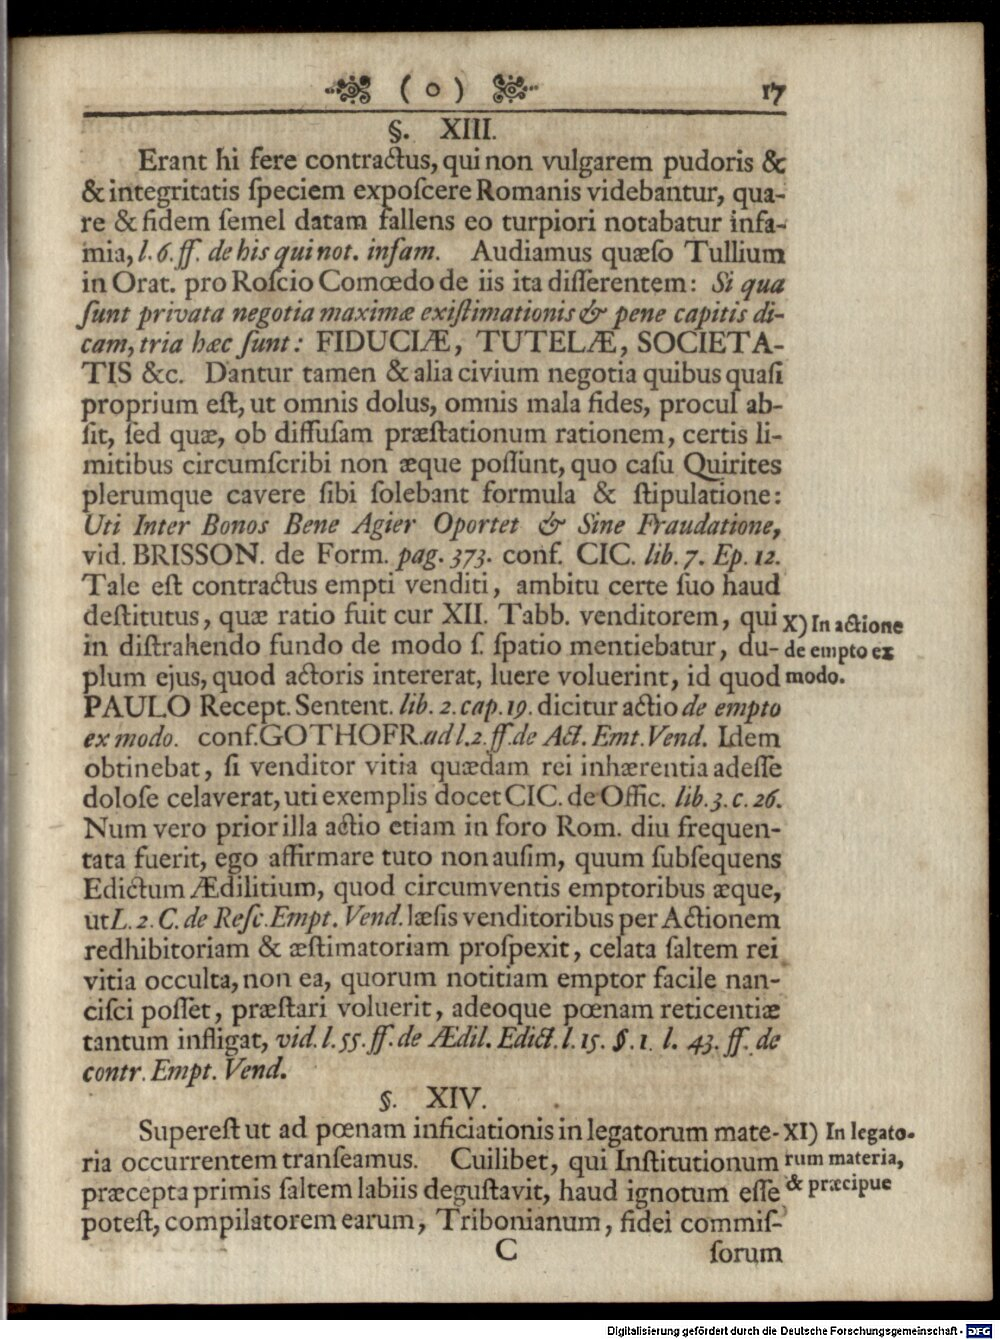 ( o ) 17
§. XIII.
Erant hi fere contractus, qui non vulgarem pudoris &
& integritatis ſpeciem expoſcere Romanis videbantur, qua-
re & fidem ſemel datam fallens eo turpiori notabatur infa-
mia, l. 6. ff. de his qui not. infam. Audiamus quæſo Tullium
in Orat. pro Roſcio Comœdo de iis ita diſſerentem: Si qua
ſunt privata negotia maximæ exiſtimationis & pene capitis di-
cam, tria hæc ſunt: FIDUCIÆ, TUTELÆ, SOCIETA-
TIS &c. Dantur tamen & alia civium negotia quibus quaſi
proprium eſt, ut omnis dolus, omnis mala fides, procul ab-
ſit, ſed quæ, ob diffuſam præſtationum rationem, certis li-
mitibus circumſcribi non æque poſſunt, quo caſu Quirites
plerumque cavere ſibi ſolebant formula & ſtipulatione:
Uti Inter Bonos Bene Agier Oportet & Sine Fraudatione,
vid. BRISSON. de Form. pag. 373. conf. CIC. lib. 7. Ep. 12.
Tale eſt contractus empti venditi, ambitu certe ſuo haud
deſtitutus, quæ ratio fuit cur XII. Tabb. venditorem, qui
in diſtrahendo fundo de modo ſ. ſpatio mentiebatur, du-
plum ejus, quod actoris intererat, luere voluerint, id quod
PAULO Recept. Sentent. lib. 2. cap. 19. dicitur actio de empto
ex modo. conf. GOTHOFR. ad l. 2. ff. de Act. Emt. Vend. Idem
obtinebat, ſi venditor vitia quædam rei inhærentia adeſſe
doloſe celaverat, uti exemplis docet CIC. de Offic. lib. 3. c. 26.
Num vero prior illa actio etiam in foro Rom. diu frequen-
tata fuerit, ego affirmare tuto non auſim, quum ſubſequens
Edictum Ædilitium, quod circumventis emptoribus æque,
ut L. 2. C. de Reſc. Empt. Vend. læſis venditoribus per Actionem
redhibitoriam & æſtimatoriam proſpexit, celata ſaltem rei
vitia occulta, non ea, quorum notitiam emptor facile nan-
ciſci poſſet, præſtari voluerit, adeoque pœnam reticentiæ
tantum infligat, vid. l. 55. ff. de Ædil. Edict. l. 15. §. 1. l. 43. ff. de
contr. Empt. Vend.
X) In actione
de empto ex
modo.
§. XIV.
Supereſt ut ad pœnam inficiationis in legatorum mate-
ria occurrentem tranſeamus. Cuilibet, qui Inſtitutionum
præcepta primis ſaltem labiis deguſtavit, haud ignotum eſſe
poteſt, compilatorem earum, Tribonianum, fidei commiſ-
XI) In legato-
rum materia,
& præcipue
C ſorum
Digitalisierung gefördert durch die Deutsche Forschungsgemeinschaft - DFG